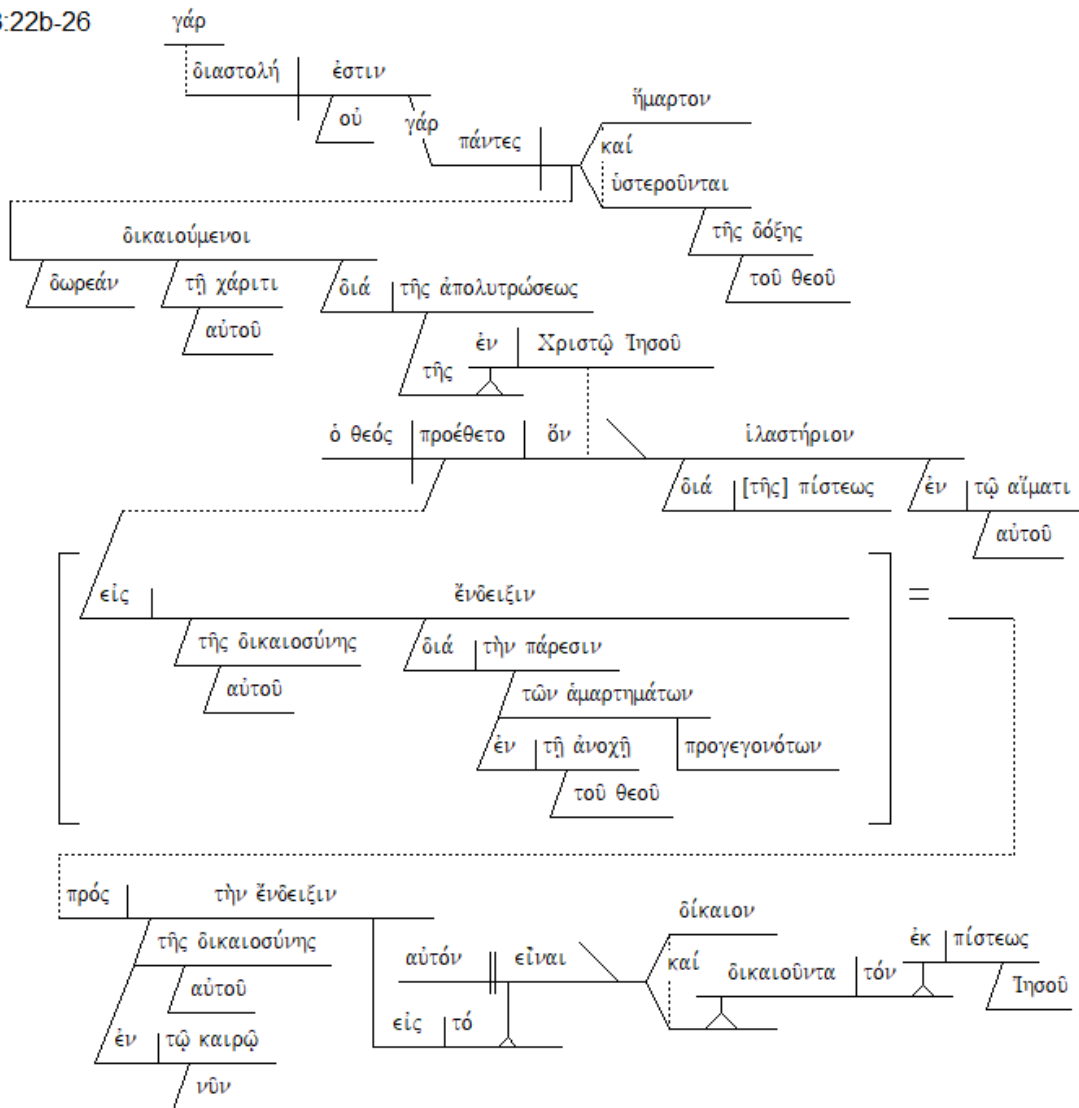 3:22b-26
γάρ
διαστολή ἐστιν
οὐ γάρ
πάντες ἥμαρτον
καί
ὑστεροῦνται
τῆς δόξης
τοῦ θεοῦ
δικαιούμενοι
δωρεάν τῇ χάριτι διά τῆς ἀπολυτρώσεως
αὐτοῦ
τῆς ἐν Χριστῷ Ἰησοῦ
ὁ θεός προέθετο ὅν ἱλαστήριον
διά [τῆς] πίστεως ἐν τῷ αἵματι
αὐτοῦ
εἰς ἔνδειξιν =
τῆς δικαιοσύνης διά τὴν πάρεσιν
αὐτοῦ τῶν ἁμαρτημάτων
ἐν τῇ ἀνοχῇ προγεγονότων
τοῦ θεοῦ
πρός τὴν ἔνδειξιν
τῆς δικαιοσύνης
αὐτοῦ
ἐν τῷ καιρῷ
νῦν
αὐτόν εἶναι
εἰς τό
δίκαιον
καί δικαιοῦντα τόν ἐκ πίστεως
Ἰησοῦ